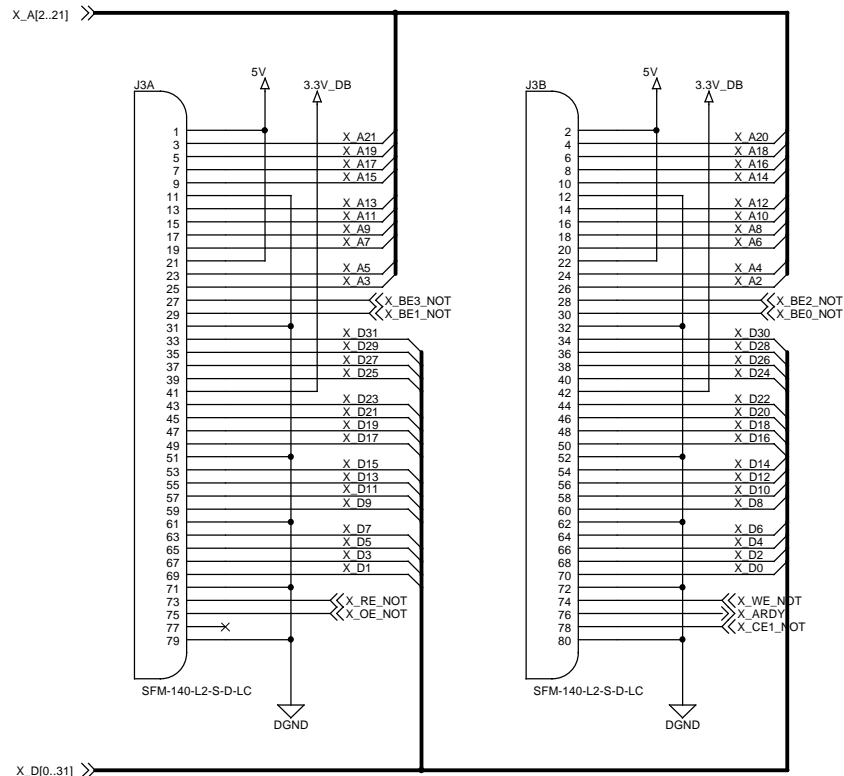 X_A[2..21]
J3A
5V
3.3V_DB
J3B
5V
3.3V_DB
1
2
3 X_A21
4 X_A20
5 X_A19
6 X_A18
7 X_A17
8 X_A16
9 X_A15
10 X_A14
11
12
13 X_A13
14 X_A12
15 X_A11
16 X_A10
17 X_A9
18 X_A8
19 X_A7
20 X_A6
21
22
23 X_A5
24 X_A4
25 X_A3
26 X_A2
27 X_BE3_NOT
28 X_BE2_NOT
29 X_BE1_NOT
30 X_BE0_NOT
31
32
33 X_D31
34 X_D30
35 X_D29
36 X_D28
37 X_D27
38 X_D26
39 X_D25
40 X_D24
41
42
43 X_D23
44 X_D22
45 X_D21
46 X_D20
47 X_D19
48 X_D18
49 X_D17
50 X_D16
51
52
53 X_D15
54 X_D14
55 X_D13
56 X_D12
57 X_D11
58 X_D10
59 X_D9
60 X_D8
61
62
63 X_D7
64 X_D6
65 X_D5
66 X_D4
67 X_D3
68 X_D2
69 X_D1
70 X_D0
71
72
73 X_RE_NOT
74 X_WE_NOT
75 X_OE_NOT
76 X_ARDY
77
78 X_CE1_NOT
79
80
SFM-140-L2-S-D-LC
SFM-140-L2-S-D-LC
DGND
DGND
X_D[0..31]